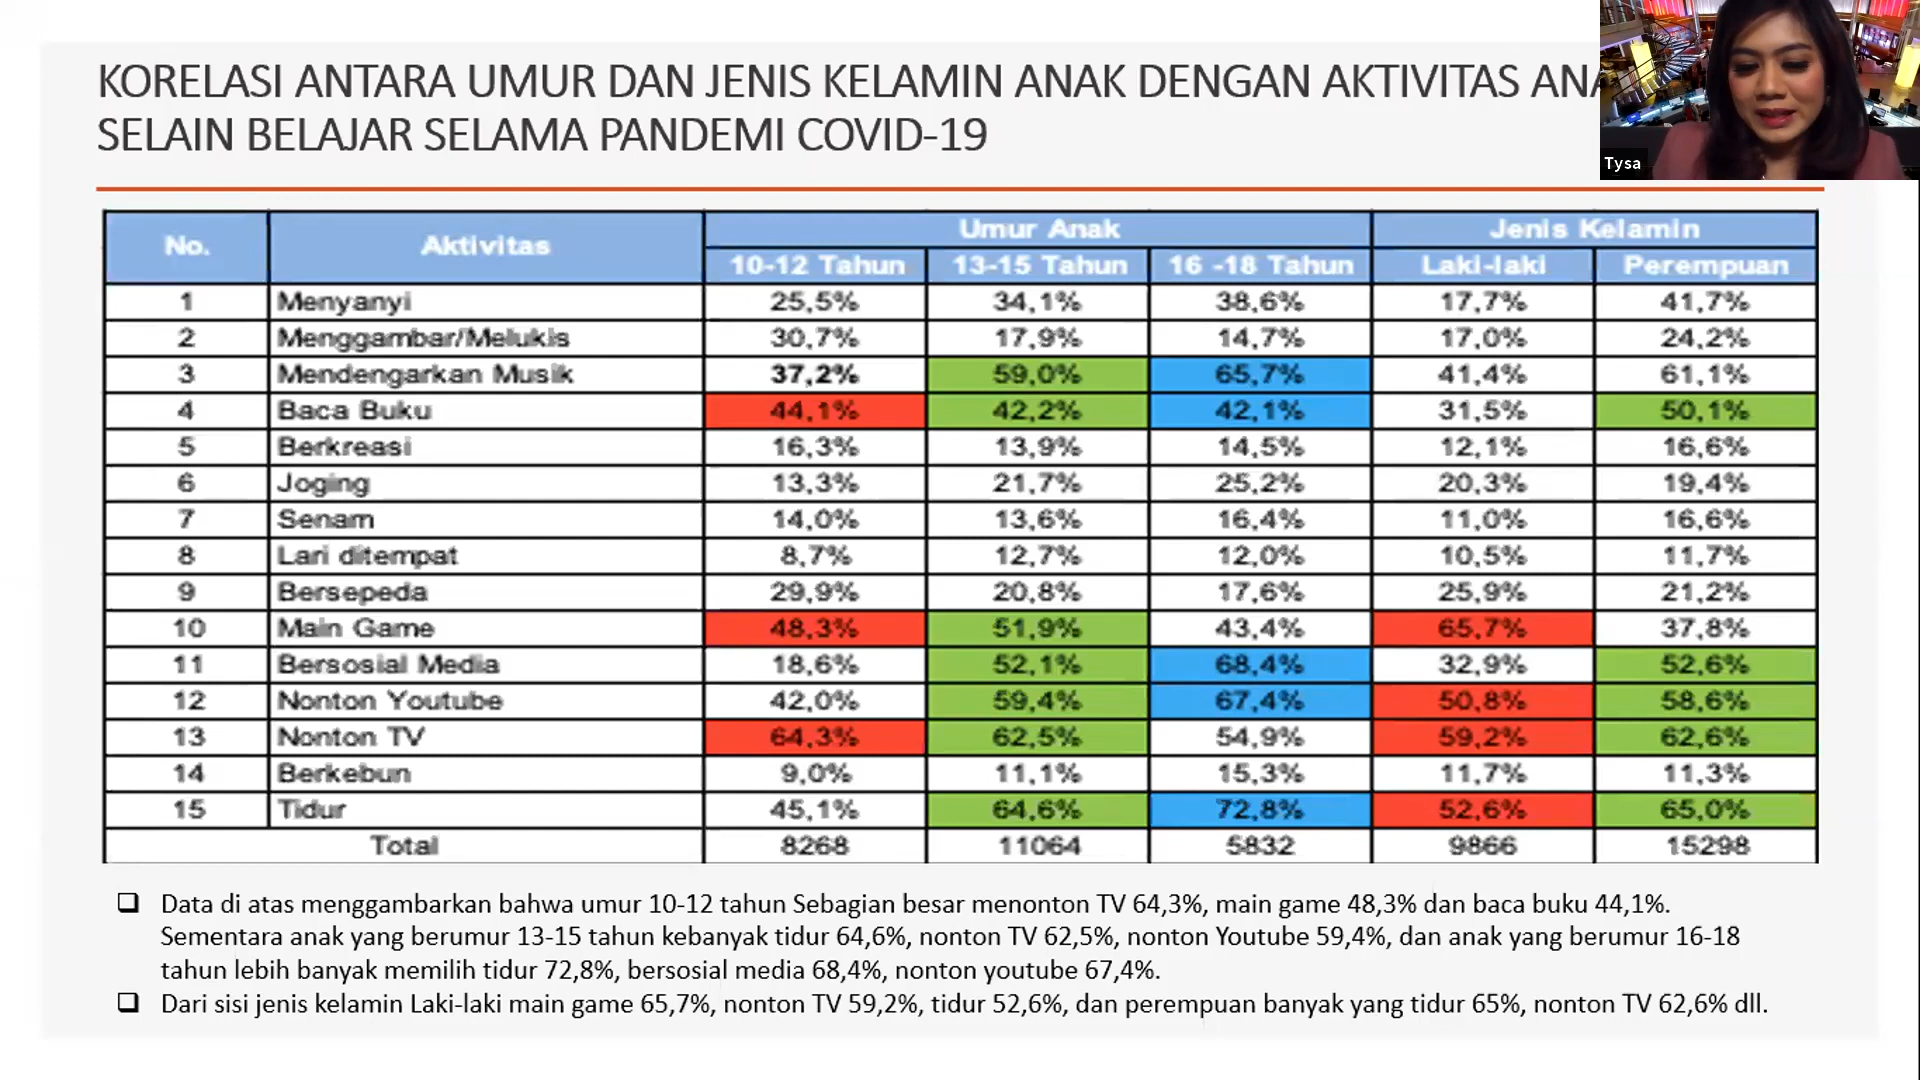 KORELASI ANTARA UMUR DAN JENIS KELAMIN ANAK DENGAN AKTIVITAS
SELAIN BELAJAR SELAMA PANDEMI COVID-19
Tysa
No. Aktivitas Umur Anak Jenis Kelamin
10-12 Tahun 13-15 Tahun 16 -18 Tahun Laki-laki Perempuan
1 Menyanyi 25,5% 34,1% 38,6% 17,7% 41,7%
2 Menggambar/Melukis 30,7% 17,9% 14,7% 17,0% 24,2%
3 Mendengarkan Musik 37,2% 59,0% 65,7% 41,4% 61,1%
4 Baca Buku 44,1% 42,2% 42,1% 31,5% 50,1%
5 Berkreasi 16,3% 13,9% 14,5% 12,1% 16,6%
6 Joging 13,3% 21,7% 25,2% 20,3% 19,4%
7 Senam 14,0% 13,6% 16,4% 11,0% 16,6%
8 Lari ditempat 8,7% 12,7% 12,0% 10,5% 11,7%
9 Bersepeda 29,9% 20,8% 17,6% 25,9% 21,2%
10 Main Game 48,3% 51,9% 43,4% 65,7% 37,8%
11 Bersosial Media 18,6% 52,1% 68,4% 32,9% 52,6%
12 Nonton Youtube 42,0% 59,4% 67,4% 50,8% 58,6%
13 Nonton TV 64,3% 62,5% 54,9% 59,2% 62,6%
14 Berkebun 9,0% 11,1% 15,3% 11,7% 11,3%
15 Tidur 45,1% 64,6% 72,8% 52,6% 65,0%
Total 8268 11064 5832 9866 15298
Data di atas menggambarkan bahwa umur 10-12 tahun Sebagian besar menonton TV 64,3%, main game 48,3% dan baca buku 44,1%.
Sementara anak yang berumur 13-15 tahun kebanyak tidur 64,6%, nonton TV 62,5%, nonton Youtube 59,4%, dan anak yang berumur 16-18
tahun lebih banyak memilih tidur 72,8%, bersosial media 68,4%, nonton youtube 67,4%.
Dari sisi jenis kelamin Laki-laki main game 65,7%, nonton TV 59,2%, tidur 52,6%, dan perempuan banyak yang tidur 65%, nonton TV 62,6% dll.